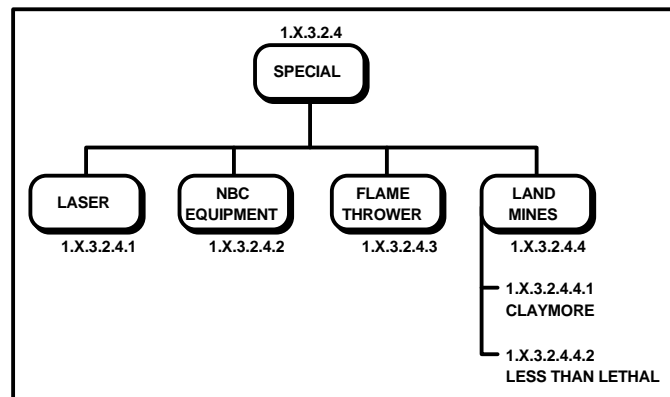 1.X.3.2.4
SPECIAL
LASER
NBC
EQUIPMENT
FLAME
THROWER
LAND
MINES
1.X.3.2.4.1
1.X.3.2.4.2
1.X.3.2.4.3
1.X.3.2.4.4
1.X.3.2.4.4.1
CLAYMORE
1.X.3.2.4.4.2
LESS THAN LETHAL